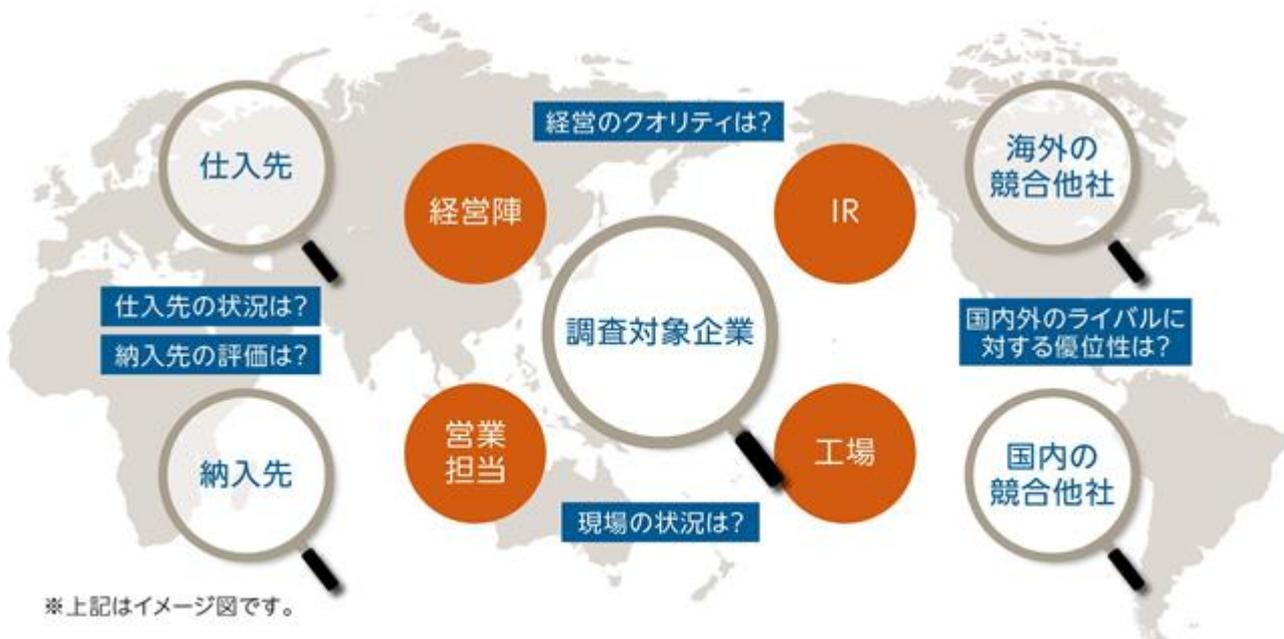 経営のクオリティは?
仕入先
経営陣
IR
海外の
競合他社
仕入先の状況は?
納入先の評価は?
調査対象企業
国内外のライバルに
対する優位性は?
納入先
営業
担当
工場
国内の
競合他社
現場の状況は?
※上記はイメージ図です。